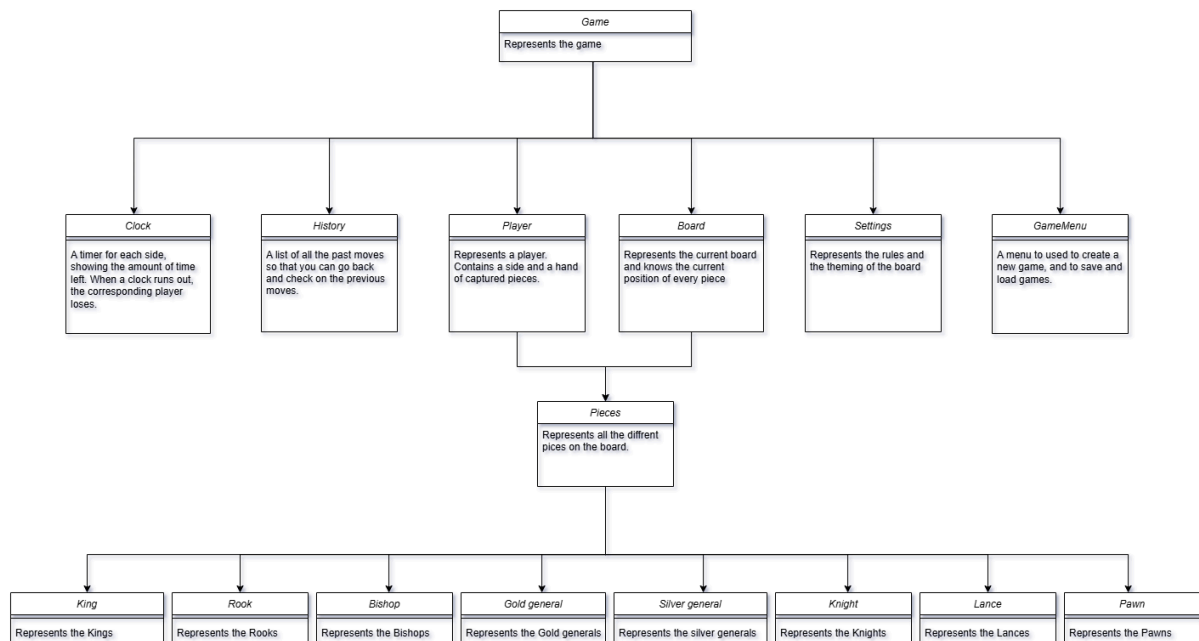 Game
Represents the game
Clock
A timer for each side,
showing the amount of time
left. When a clock runs out,
the corresponding player
loses.
History
A list of all the past moves
so that you can go back
and check on the previous
moves.
Player
Represents a player.
Contains a side and a hand
of captured pieces.
Board
Represents the current board
and knows the current
position of every piece
Settings
Represents the rules and
the theming of the board
GameMenu
A menu to used to create a
new game, and to save and
load games.
Pieces
Represents all the diffrent
pices on the board.
King
Represents the Kings
Rook
Represents the Rooks
Bishop
Represents the Bishops
Gold general
Represents the Gold generals
Silver general
Represents the silver generals
Knight
Represents the Knights
Lance
Represents the Lances
Pawn
Represents the Pawns